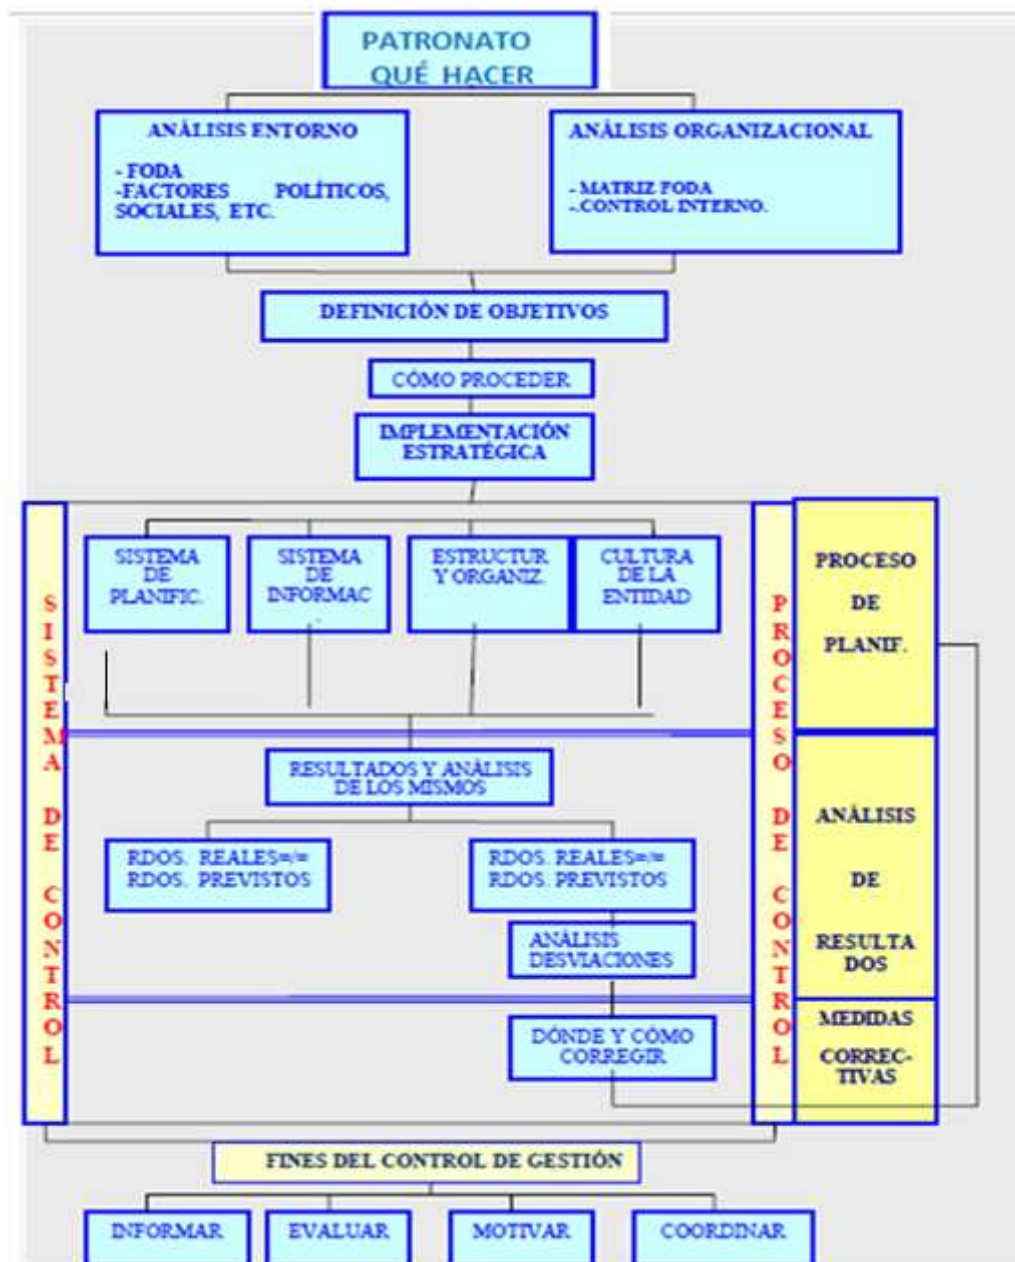 PATRONATO
QUÉ HACER
ANÀLISIS ENTORNO
- FODA
-FACTORES POLÍTICOS,
SOCIALES, ETC.
ANÁLISIS ORGANIZACIONAL
- MATRIZ FODA
-.CONTROL INTERNO.
DEFINICIÓN DE OBJETIVOS
CÓMO PROCEDER
IMPLEMENTACIÓN
ESTRATÉGICA
SISTEMA DE CONTROL
SISTEMA
DE
PLANIFIC.
SISTEMA
DE
INFORMAC
.
ESTRUCTUR
Y ORGANIZ.
CULTURA
DE LA
ENTIDAD
PROCESO DE CONTROL
PROCESO
DE
PLANIF.
RESULTADOS Y ANÀLISIS
DE LOS MISMOS
RDOS. REALES=/=
RDOS. PREVISTOS
RDOS. REALES=/=
RDOS. PREVISTOS
ANÁLISIS
DESVIACIONES
ANÀLISIS
DE
RESULTA
DOS
DÓNDE Y CÓMO
CORREGIR
MEDIDAS
CORREC-
TIVAS
FINES DEL CONTROL DE GESTIÓN
INFORMAR
EVALUAR
MOTIVAR
COORDINAR